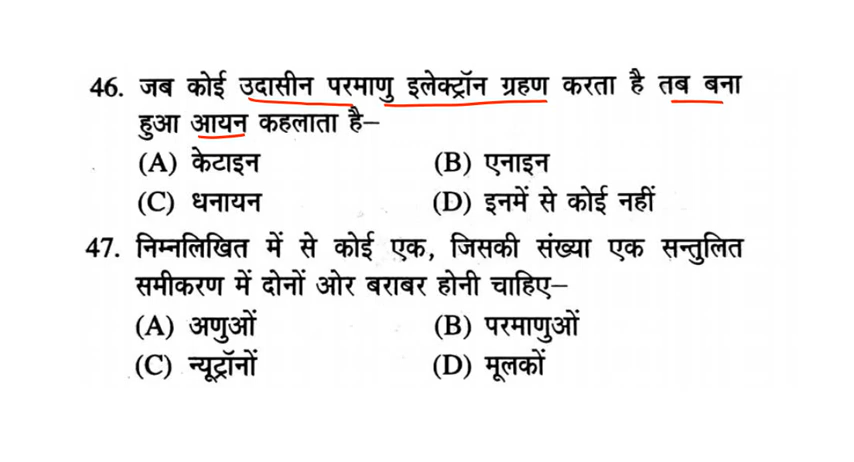 46. जब कोई उदासीन परमाणु इलेक्ट्रॉन ग्रहण करता है तब बना
हुआ आयन कहलाता है–
(A) केटाइन (B) एनाइन
(C) धनायन (D) इनमें से कोई नहीं
47. निम्नलिखित में से कोई एक, जिसकी संख्या एक सन्तुलित
समीकरण में दोनों ओर बराबर होनी चाहिए–
(A) अणुओं (B) परमाणुओं
(C) न्यूट्रॉनों (D) मूलकों